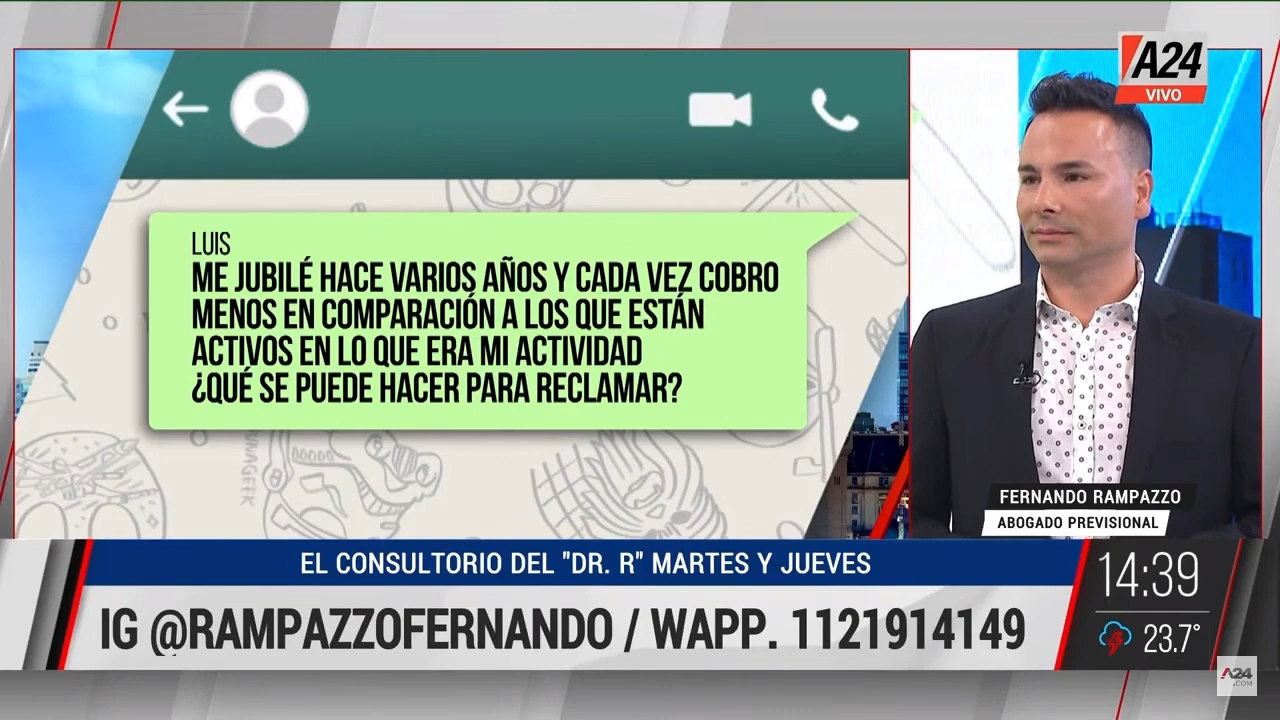 A24
VIVO
LUIS
ME JUBILÉ HACE VARIOS AÑOS Y CADA VEZ COBRO
MENOS EN COMPARACIÓN A LOS QUE ESTÁN
ACTIVOS EN LO QUE ERA MI ACTIVIDAD
¿QUÉ SE PUEDE HACER PARA RECLAMAR?
FERNANDO RAMPAZZO
ABOGADO PREVISIONAL
EL CONSULTORIO DEL "DR. R" MARTES Y JUEVES
IG @RAMPAZZOFERNANDO / WAPP. 1121914149
14:39
23.7°
A24
.COM